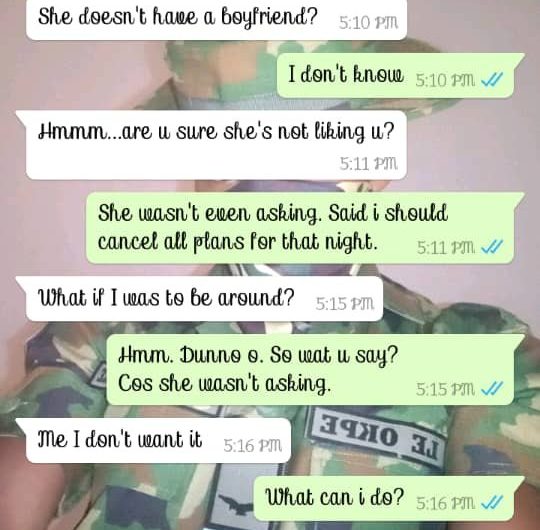 She doesn't have a boyfriend? 5:10 PM
I don't know 5:10 PM
Hmmm...are u sure she's not liking u?
5:11 PM
She wasn't even asking. Said i should
cancel all plans for that night. 5:11 PM
What if I was to be around? 5:15 PM
Hmm. Dunno o. So wat u say?
Cos she wasn't asking. 5:15 PM
Me I don't want it 5:16 PM
LE OKPE
What can i do? 5:16 PM